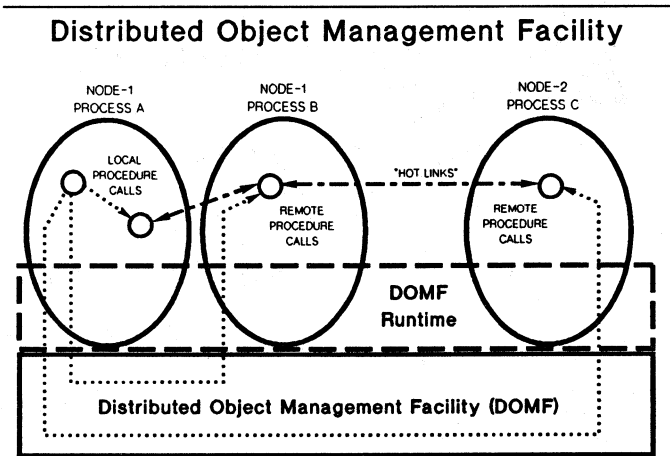 Distributed Object Management Facility
NODE-1
PROCESS A
NODE-1
PROCESS B
NODE-2
PROCESS C
LOCAL
PROCEDURE
CALLS
"HOT LINKS"
REMOTE
PROCEDURE
CALLS
REMOTE
PROCEDURE
CALLS
DOMF
Runtime
Distributed Object Management Facility (DOMF)